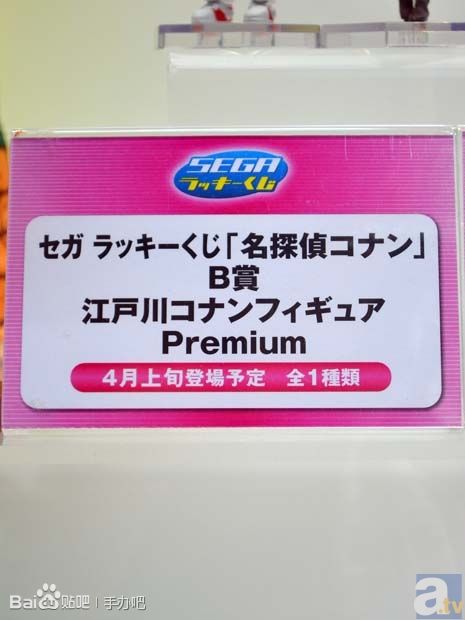 SEGA
ラッキーくじ
セガ ラッキーくじ「名探偵コナン」
B賞
江戸川コナンフィギュア
Premium
4月上旬登場予定 全1種類
Bai 贴吧 | 手办吧
a.tv